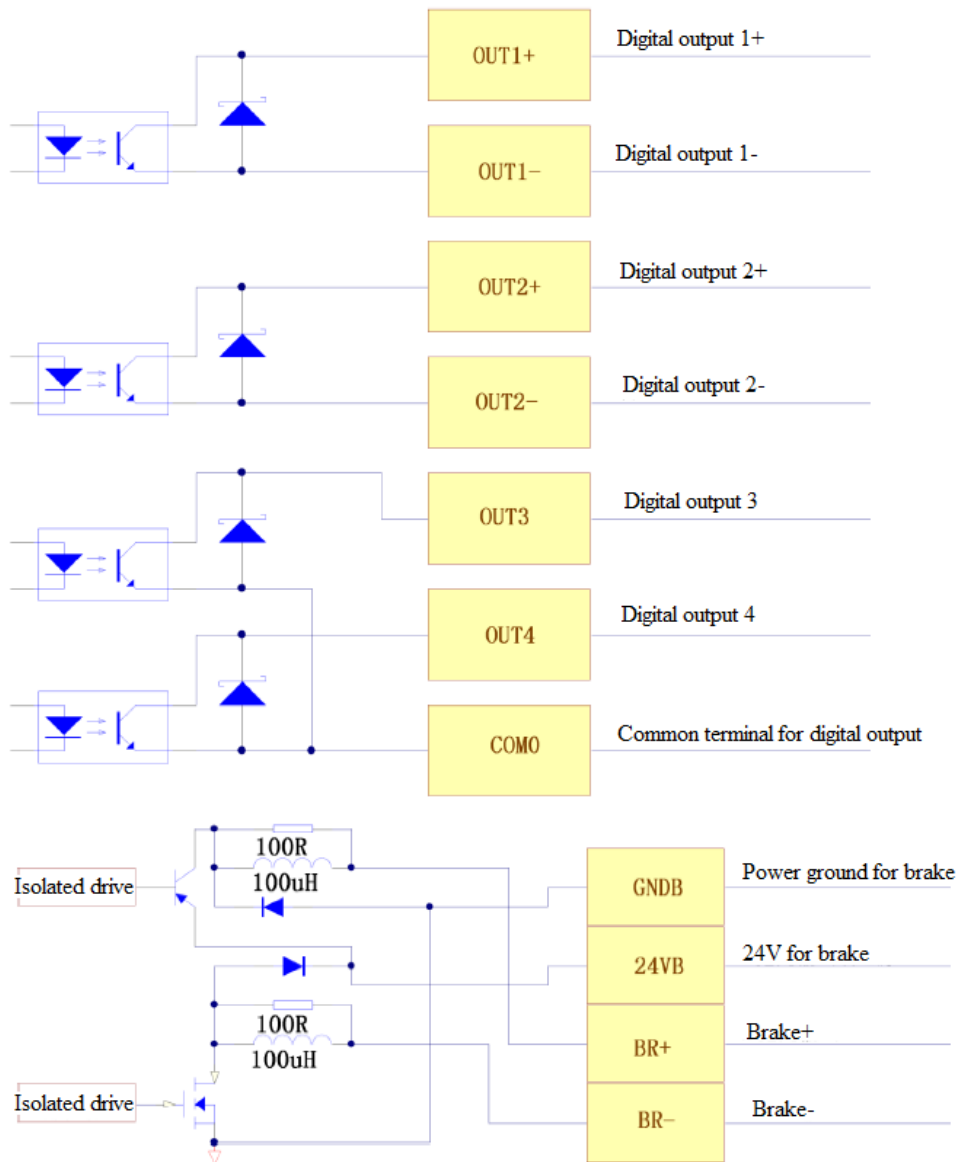 OUT1+
Digital output 1+
OUT1-
Digital output 1-
OUT2+
Digital output 2+
OUT2-
Digital output 2-
OUT3
Digital output 3
OUT4
Digital output 4
COMO
Common terminal for digital output
Isolated drive
100R
100uH
GNDB
Power ground for brake
24VB
24V for brake
100R
100uH
BR+
Brake+
Isolated drive
BR-
Brake-